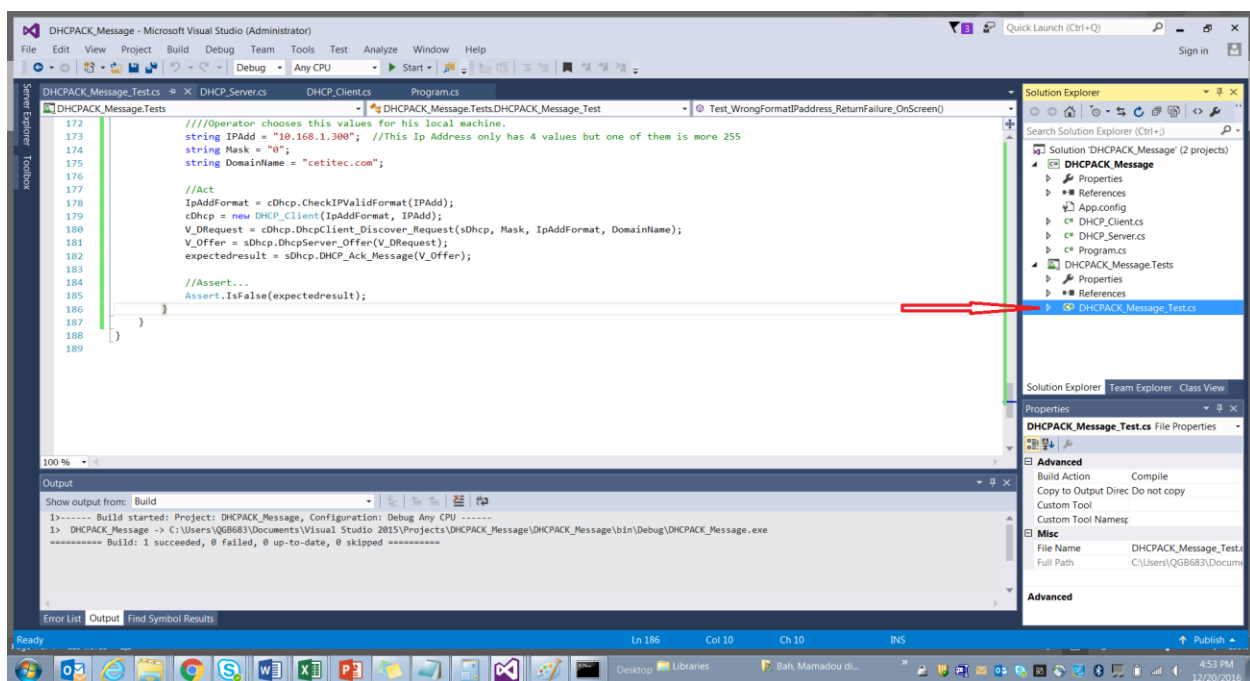 DHCPACK_Message - Microsoft Visual Studio (Administrator)
3
Quick Launch (Ctrl+Q)
File Edit View Project Build Debug Team Tools Test Analyze Window Help
Sign in
Debug Any CPU Start
Server Explorer
Toolbox
DHCPACK_Message_Test.cs DHCP_Server.cs DHCP_Client.cs Program.cs
DHCPACK_Message.Tests DHCPACK_Message.Tests.DHCPACK_Message_Test Test_WrongFormatIPaddress_ReturnFailure_OnScreen()
172 ////Operator chooses this values for his local machine.
173 string IPAdd = "10.168.1.300"; //This Ip Address only has 4 values but one of them is more 255
174 string Mask = "0";
175 string DomainName = "cetitec.com";
176
177 //Act
178 IpAddFormat = cDhcp.CheckIPValidFormat(IPAdd);
179 cDhcp = new DHCP_Client(IpAddFormat, IPAdd);
180 V_DRequest = cDhcp.DhcpClient_Discover_Request(sDhcp, Mask, IpAddFormat, DomainName);
181 V_Offer = sDhcp.DhcpServer_Offer(V_DRequest);
182 expectedresult = sDhcp.DHCP_Ack_Message(V_Offer);
183
184 //Assert...
185 Assert.IsFalse(expectedresult);
186 }
187 }
188 }
189
100 %
Output
Show output from: Build
1>------ Build started: Project: DHCPACK_Message, Configuration: Debug Any CPU ------
1> DHCPACK_Message -> C:\Users\QGB683\Documents\Visual Studio 2015\Projects\DHCPACK_Message\DHCPACK_Message\bin\Debug\DHCPACK_Message.exe
========== Build: 1 succeeded, 0 failed, 0 up-to-date, 0 skipped ==========
Error List Output Find Symbol Results
Solution Explorer
Search Solution Explorer (Ctrl+;)
Solution 'DHCPACK_Message' (2 projects)
DHCPACK_Message
Properties
References
App.config
C# DHCP_Client.cs
C# DHCP_Server.cs
C# Program.cs
DHCPACK_Message.Tests
Properties
References
C# DHCPACK_Message_Test.cs
Solution Explorer Team Explorer Class View
Properties
DHCPACK_Message_Test.cs File Properties
Advanced
Build Action Compile
Copy to Output Direc Do not copy
Custom Tool
Custom Tool Namesp
Misc
File Name DHCPACK_Message_Test.c
Full Path C:\Users\QGB683\Docume
Advanced
Ready Ln 186 Col 10 Ch 10 INS Publish
Desktop Libraries Bah, Mamadou di...
4:53 PM
12/20/2016